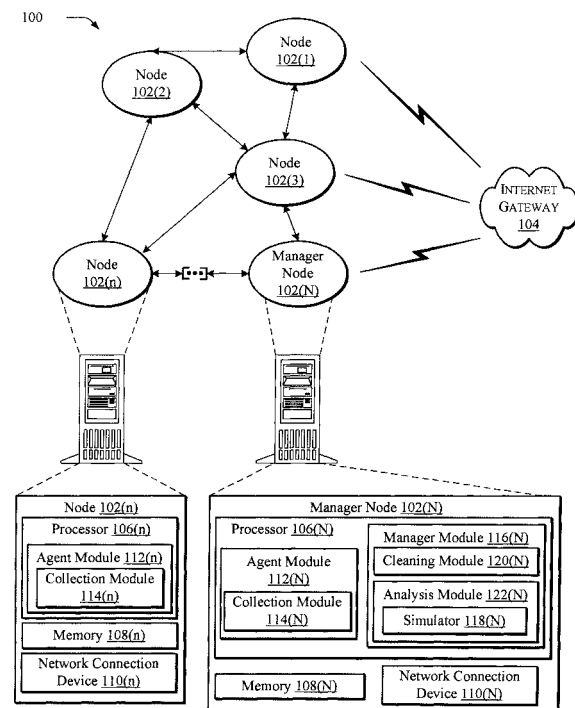 100
Node
102(1)
Node
102(2)
Node
102(3)
INTERNET
GATEWAY
104
Node
102(n)
Manager
Node
102(N)
Node 102(n)
Processor 106(n)
Agent Module 112(n)
Collection Module
114(n)
Memory 108(n)
Network Connection
Device 110(n)
Manager Node 102(N)
Processor 106(N)
Agent Module
112(N)
Collection Module
114(N)
Manager Module 116(N)
Cleaning Module 120(N)
Analysis Module 122(N)
Simulator 118(N)
Memory 108(N)
Network Connection
Device 110(N)